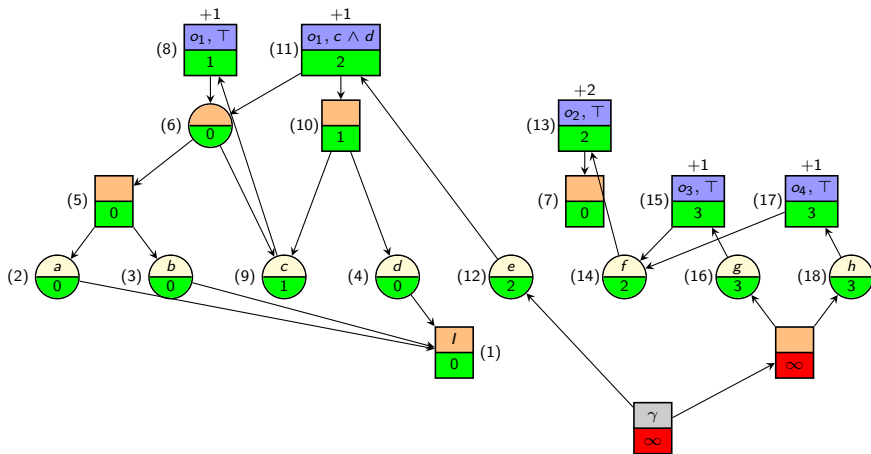 +1 +1
(8) o₁, ⊤ (11) o₁, c ∧ d
1 2
+2
(6) 0 (10) 1 (13) o₂, ⊤
2
+1 +1
(5) 0 (7) 0 (15) o₃, ⊤ (17) o₄, ⊤
3 3
(2) a (3) b (9) c (4) d (12) e (14) f (16) g (18) h
0 0 1 0 2 2 3 3
I (1)
0 ∞
γ
∞